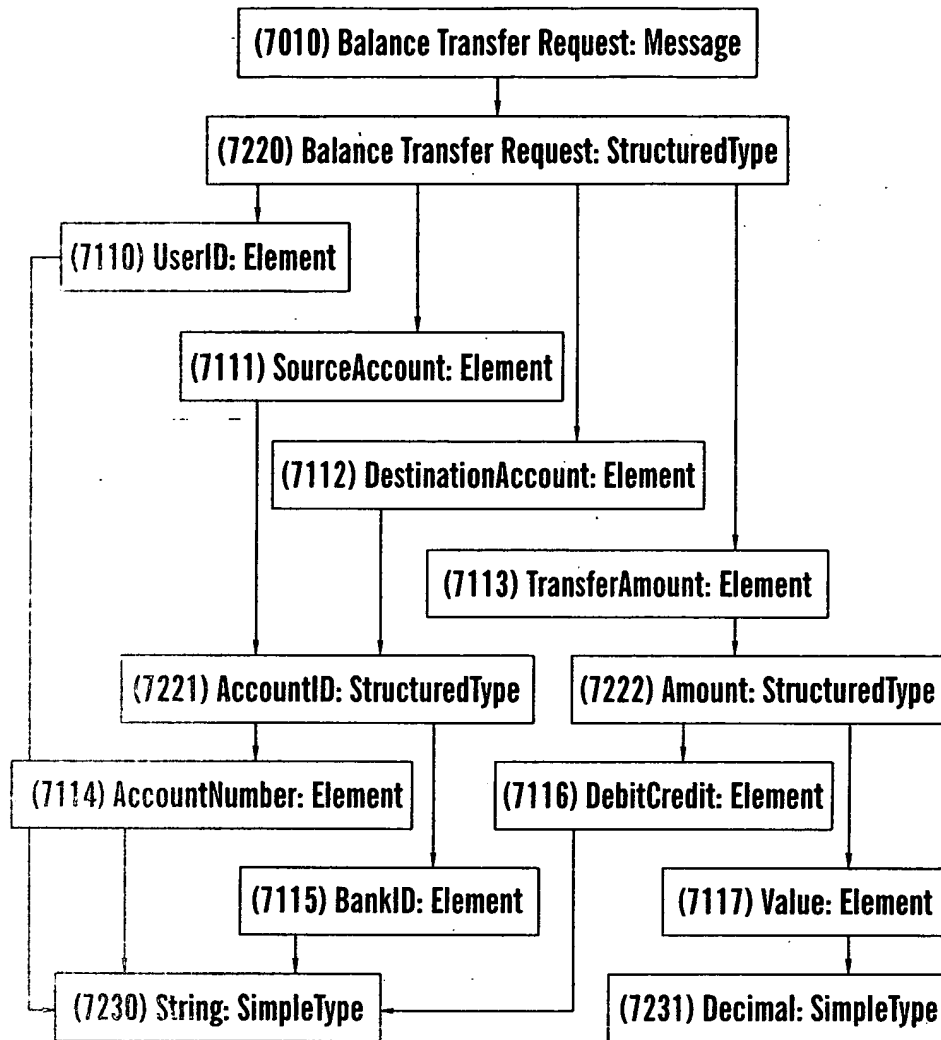 (7010) Balance Transfer Request: Message
(7220) Balance Transfer Request: StructuredType
(7110) UserID: Element
(7111) SourceAccount: Element
(7112) DestinationAccount: Element
(7113) TransferAmount: Element
(7221) AccountID: StructuredType
(7222) Amount: StructuredType
(7114) AccountNumber: Element
(7116) DebitCredit: Element
(7115) BankID: Element
(7117) Value: Element
(7230) String: SimpleType
(7231) Decimal: SimpleType